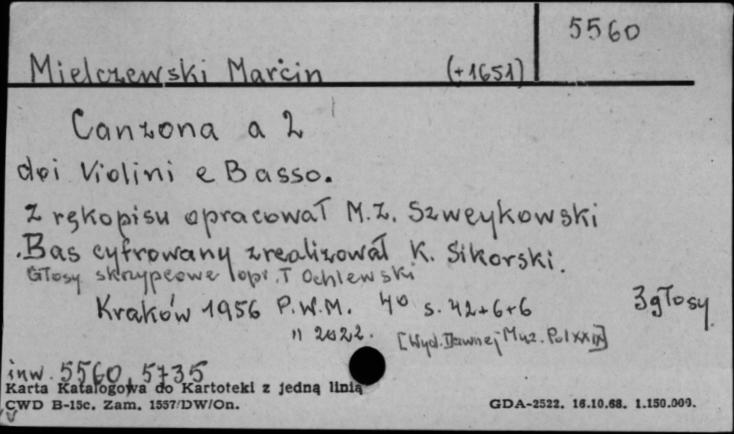 5560
Mielczewski Marcin (+1651)
Canzona a 2
dei Violini e Basso.
Z rękopisu opracował M.Z. Szweykowski
Bas cyfrowany zrealizował K. Sikorski.
Głosy skrzypcowe opr. T Ochlewski
Kraków 1956 P.W.M. 4° s. 42+6+6 3 głosy
" 2022. [Wyd. Dawnej Muz. Pol XXIX]
inw. 5560, 5735
Karta Katalogowa do Kartoteki z jedną linią
CWD B-15c. Zam. 1557/DW/On. GDA-2522. 16.10.68. 1.150.000.